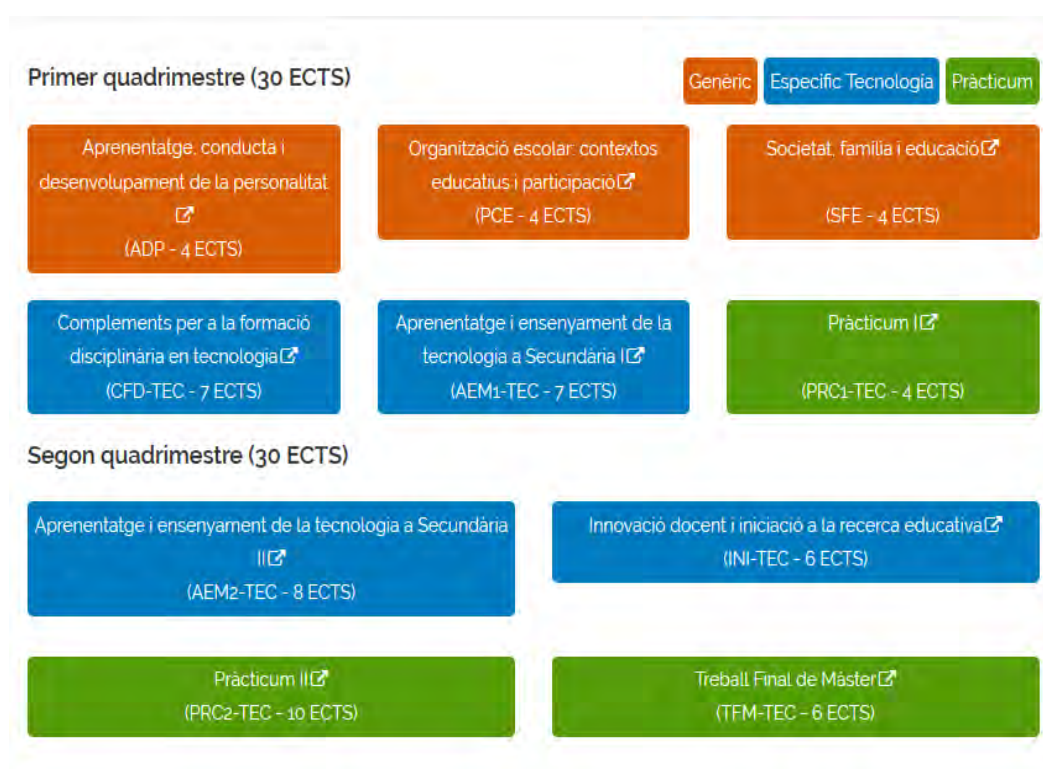 Primer quadrimestre (30 ECTS)
Genèric
Específic Tecnologia
Pràcticum
Aprenentatge, conducta i
desenvolupament de la personalitat
(ADP - 4 ECTS)
Organització escolar: contextos
educatius i participació
(PCE - 4 ECTS)
Societat, família i educació
(SFE - 4 ECTS)
Complements per a la formació
disciplinària en tecnologia
(CFD-TEC - 7 ECTS)
Aprenentatge i ensenyament de la
tecnologia a Secundària I
(AEM1-TEC - 7 ECTS)
Pràcticum I
(PRC1-TEC - 4 ECTS)
Segon quadrimestre (30 ECTS)
Aprenentatge i ensenyament de la tecnologia a Secundària
II
(AEM2-TEC - 8 ECTS)
Innovació docent i iniciació a la recerca educativa
(INI-TEC - 6 ECTS)
Pràcticum II
(PRC2-TEC - 10 ECTS)
Treball Final de Màster
(TFM-TEC - 6 ECTS)